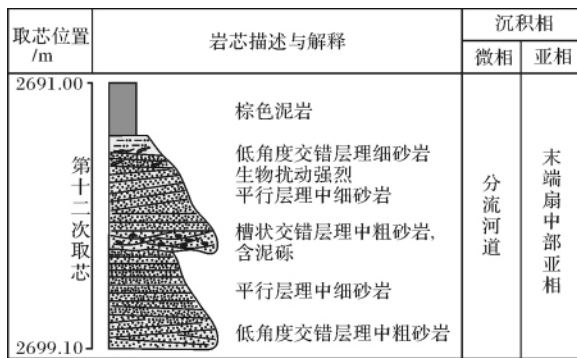 取芯位置
/m
岩芯描述与解释
沉积相
微相
亚相
2691.00
第十二次取芯
2699.10
棕色泥岩
低角度交错层理细砂岩
生物扰动强烈
平行层理中细砂岩
槽状交错层理中粗砂岩,
含泥砾
平行层理中细砂岩
低角度交错层理中粗砂岩
分流河道
末端扇中部亚相